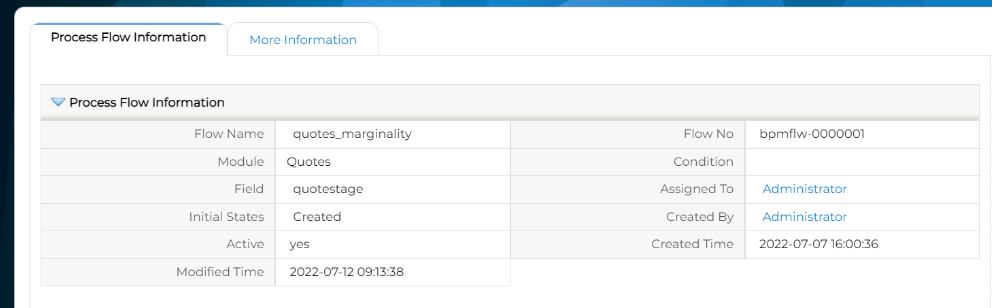 Process Flow Information
More Information
Process Flow Information
Flow Name quotes_marginality Flow No bpmflw-0000001
Module Quotes Condition
Field quotestage Assigned To Administrator
Initial States Created Created By Administrator
Active yes Created Time 2022-07-07 16:00:36
Modified Time 2022-07-12 09:13:38